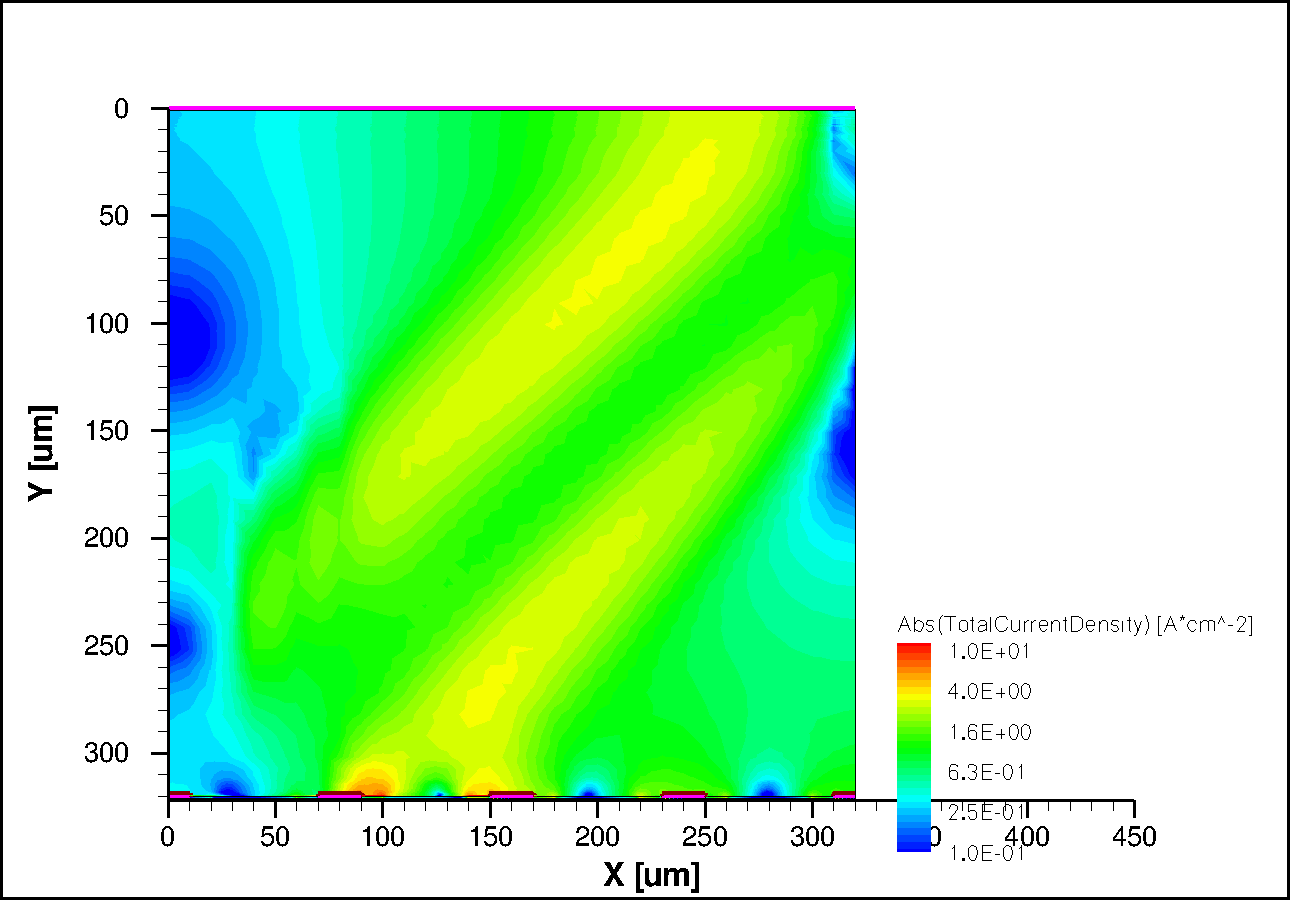 0
50
100
150
200
250
300
Y [um]
Abs(TotalCurrentDensity) [A*cm^-2]
1.0E+01
4.0E+00
1.6E+00
6.3E-01
2.5E-01
1.0E-01
0 50 100 150 200 250 300 400 450
X [um]